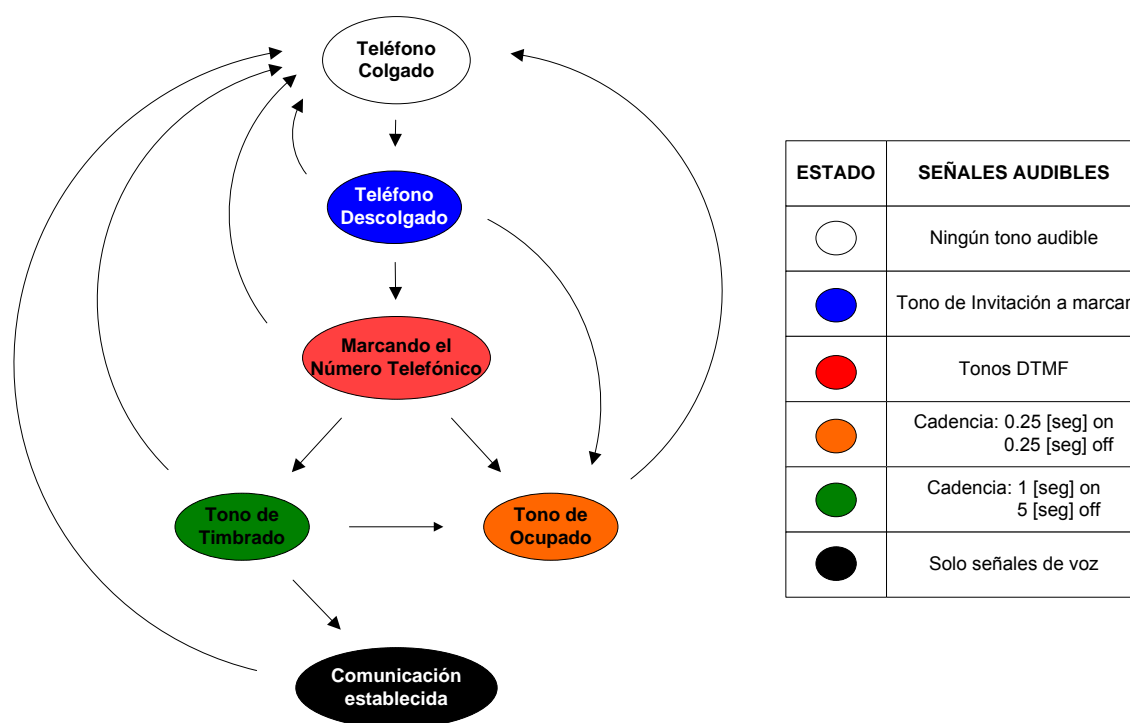 Teléfono
Colgado
Teléfono
Descolgado
Marcando el
Número Telefónico
Tono de
Timbrado
Tono de
Ocupado
Comunicación
establecida
ESTADO SEÑALES AUDIBLES
Ningún tono audible
Tono de Invitación a marcar
Tonos DTMF
Cadencia: 0.25 [seg] on
0.25 [seg] off
Cadencia: 1 [seg] on
5 [seg] off
Solo señales de voz